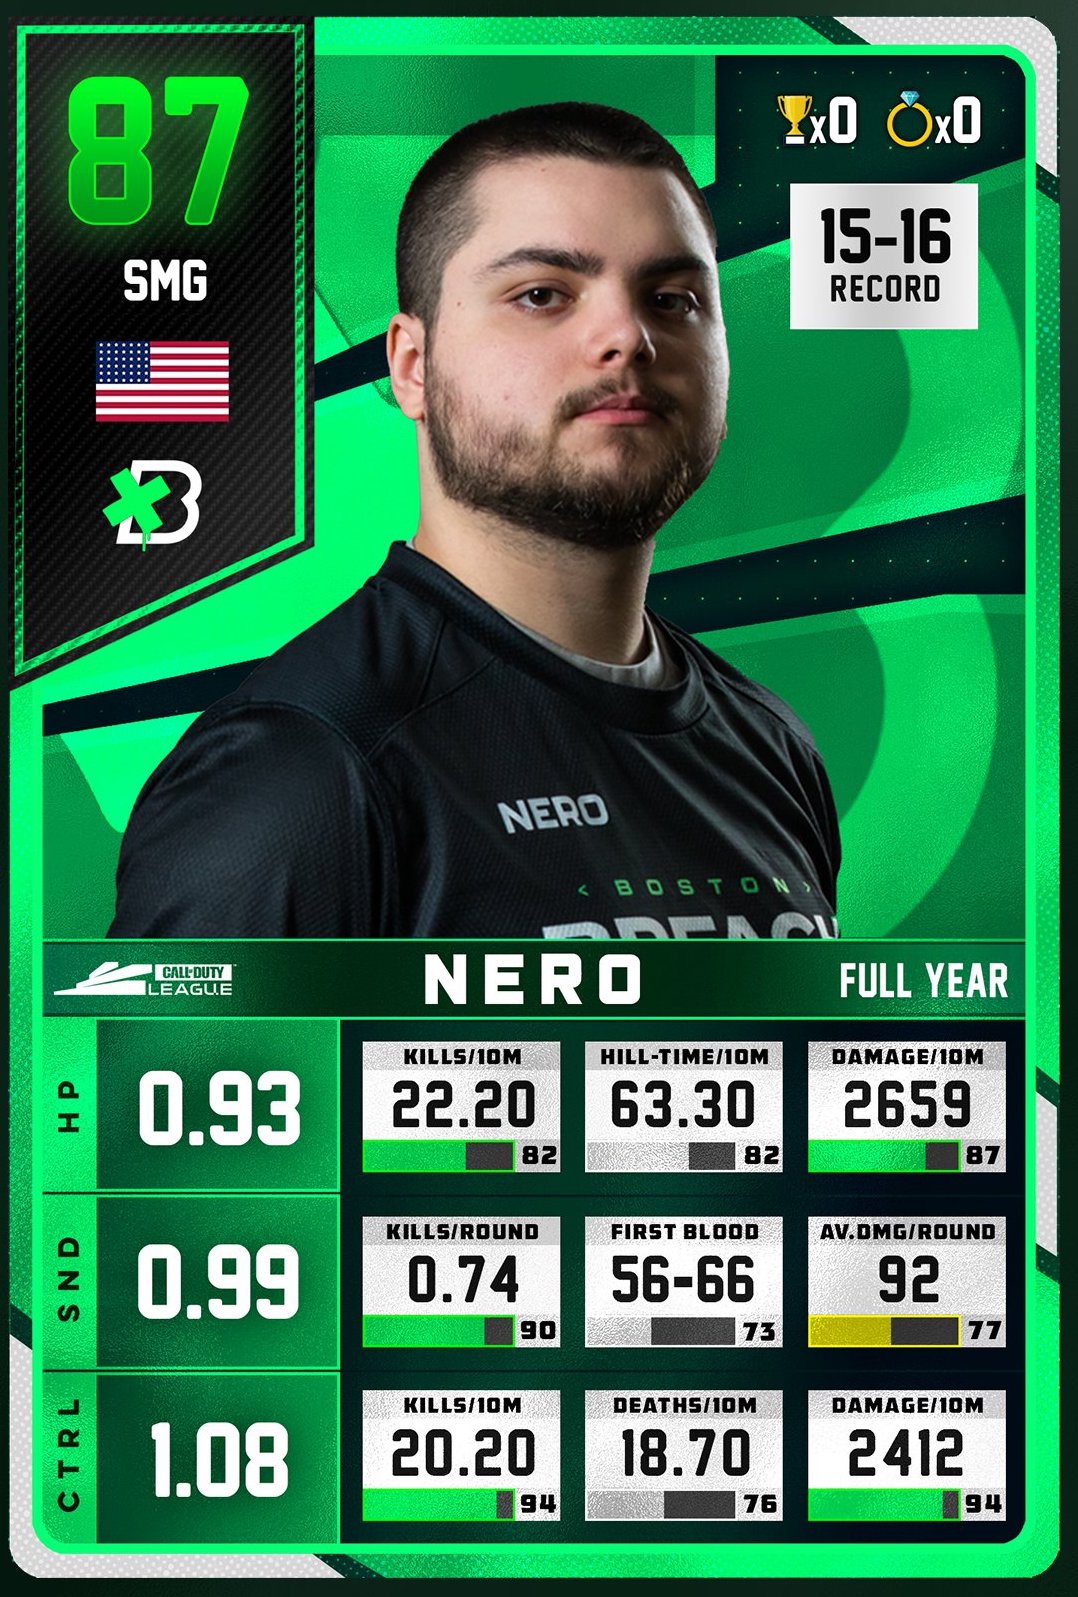 87
SMG
B
x0
x0
15-16
RECORD
NERO
< BOSTON >
BREACH
CALL OF DUTY
LEAGUE
NERO
FULL YEAR
HP
0.93
KILLS/10M
22.20
82
HILL-TIME/10M
63.30
82
DAMAGE/10M
2659
87
SND
0.99
KILLS/ROUND
0.74
90
FIRST BLOOD
56-66
73
AV.DMG/ROUND
92
77
CTRL
1.08
KILLS/10M
20.20
94
DEATHS/10M
18.70
76
DAMAGE/10M
2412
94